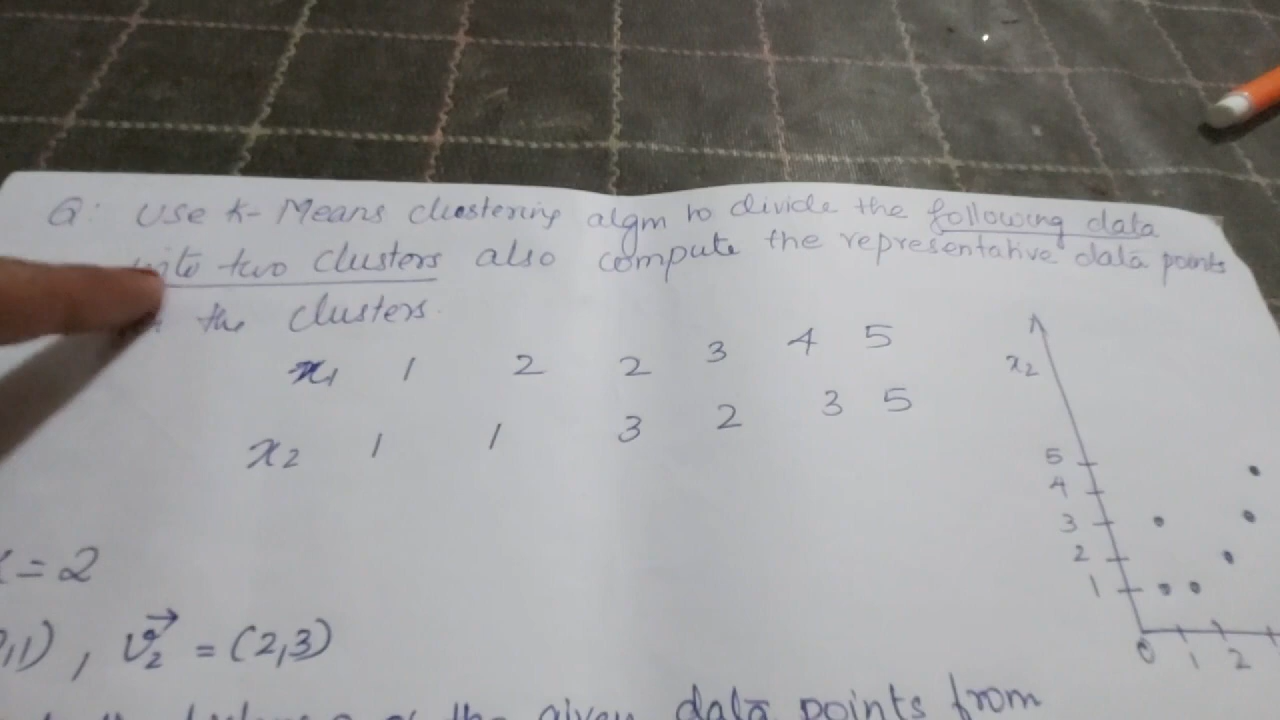 Q: Use K-Means clustering algm to divide the following data
into two clusters also compute the representative data points
the clusters.
x1 1 2 2 3 4 5
x2 1 1 3 2 3 5
x2
5
4
3
2
1
0 1 2
=2
,1), v2 = (2,3)
the given data points from